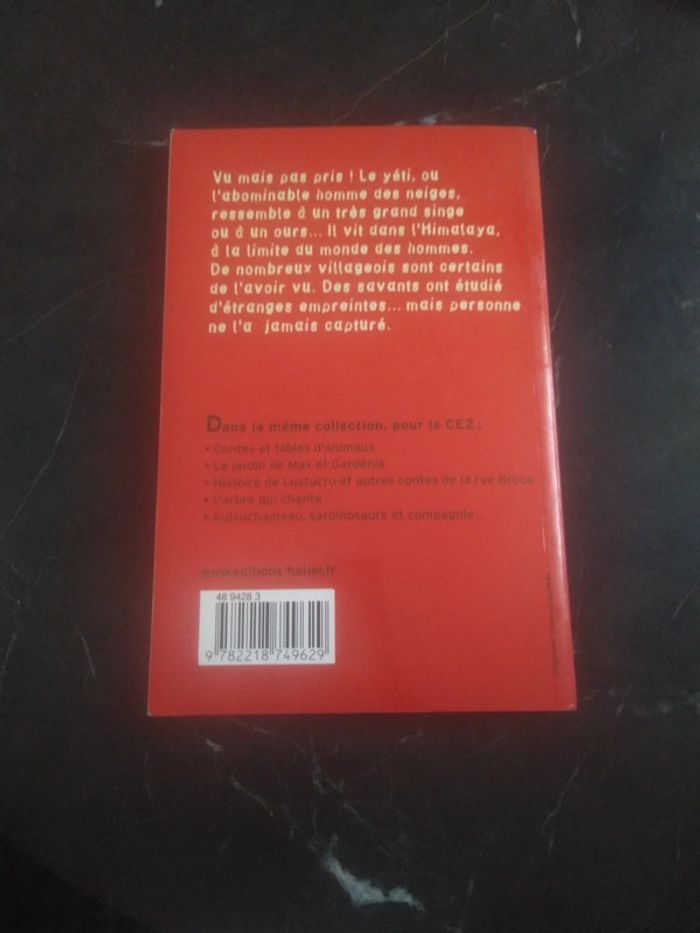 Vu mais pas pris ! Le yéti, ou
l'abominable homme des neiges,
ressemble à un très grand singe
ou à un ours... Il vit dans l'Himalaya,
à la limite du monde des hommes.
De nombreux villageois sont certains
de l'avoir vu. Des savants ont étudié
d'étranges empreintes... mais personne
ne l'a jamais capturé.
Dans la même collection, pour le CE2 :
• Contes et fables d'animaux
• Le jardin de Max et Gardénia
• Histoire de Lustucru et autres contes de la rue Broca
• L'arbre qui chante
• Autruchameau, sardinosaure et compagnie...
www.editions-hatier.fr
48 9428 3
9 782218 749629